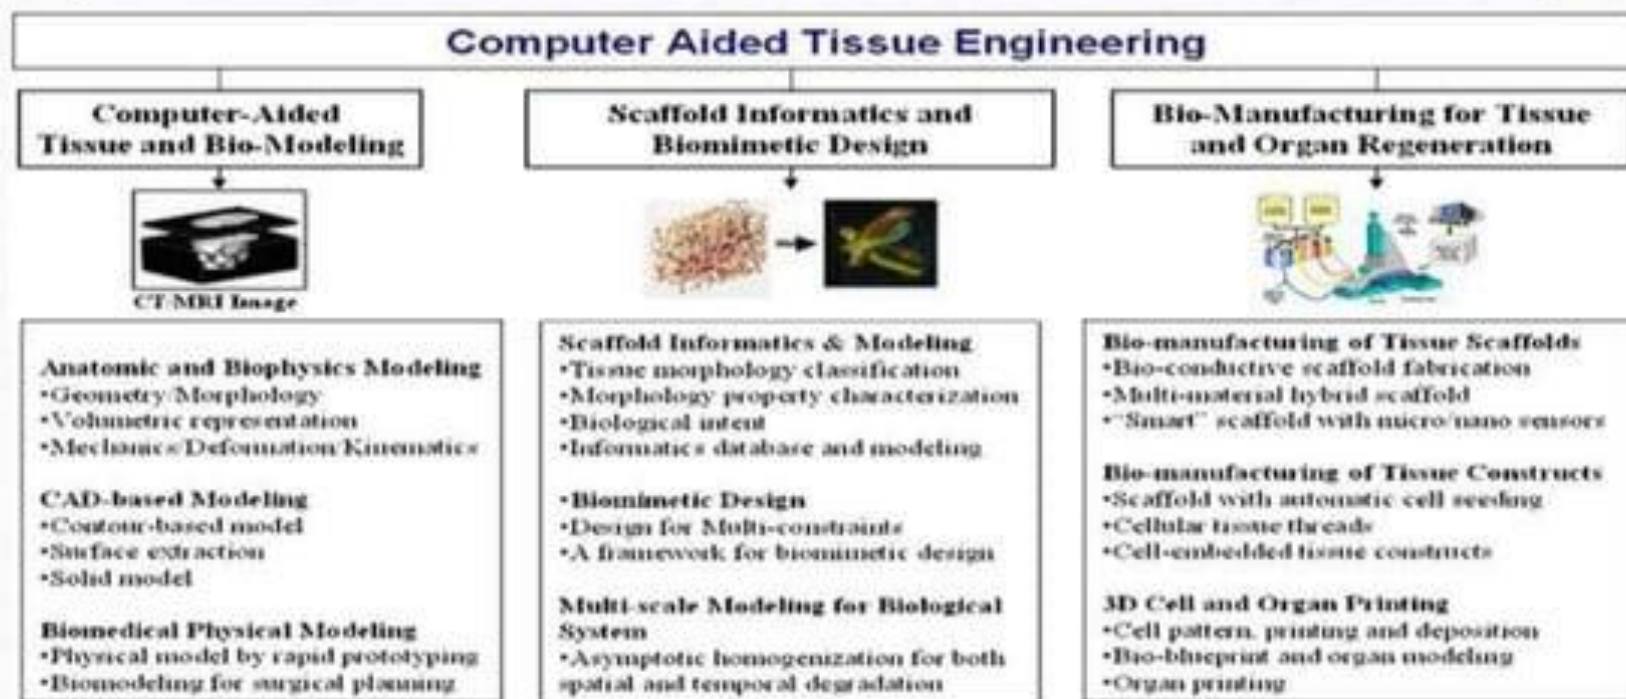 Computer Aided Tissue Engineering
Computer-Aided
Tissue and Bio-Modeling
CT-MRI Image
Anatomic and Biophysics Modeling
•Geometry/Morphology
•Volumetric representation
•Mechanics/Deformation/Kinematics
CAD-based Modeling
•Contour-based model
•Surface extraction
•Solid model
Biomedical Physical Modeling
•Physical model by rapid prototyping
•Biomodeling for surgical planning
Scaffold Informatics and
Biomimetic Design
Scaffold Informatics & Modeling
•Tissue morphology classification
•Morphology property characterization
•Biological intent
•Informatics database and modeling
•Biomimetic Design
•Design for Multi-constraints
•A framework for biomimetic design
Multi-scale Modeling for Biological
System
•Asymptotic homogenization for both
spatial and temporal degradation
Bio-Manufacturing for Tissue
and Organ Regeneration
Bio-manufacturing of Tissue Scaffolds
•Bio-conductive scaffold fabrication
•Multi-material hybrid scaffold
•"Smart" scaffold with micro/nano sensors
Bio-manufacturing of Tissue Constructs
•Scaffold with automatic cell seeding
•Cellular tissue threads
•Cell-embedded tissue constructs
3D Cell and Organ Printing
•Cell pattern, printing and deposition
•Bio-blueprint and organ modeling
•Organ printing